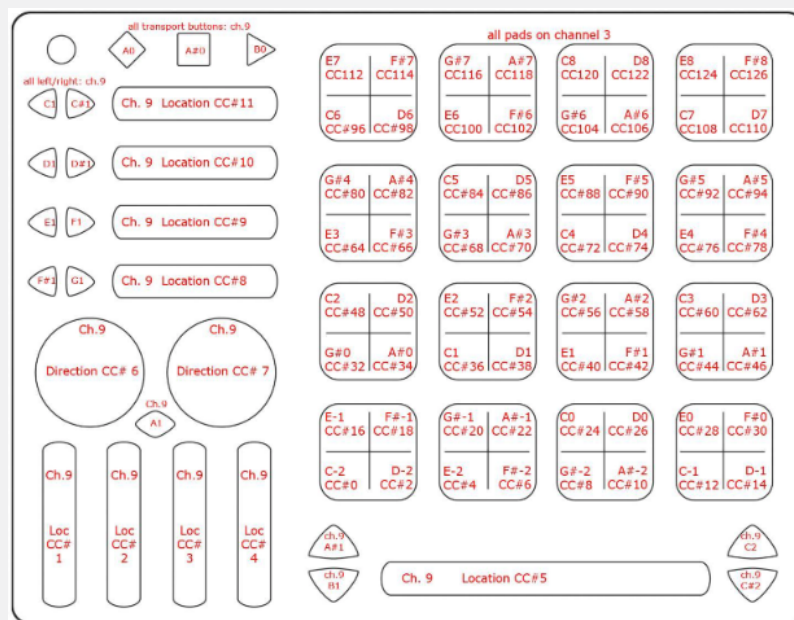 all transport buttons: ch.9
A0 A#0 B0
all pads on channel 3
all left/right: ch.9
C1 C#1
Ch. 9 Location CC#11
D1 D#1
Ch. 9 Location CC#10
E1 F1
Ch. 9 Location CC#9
F#1 G1
Ch. 9 Location CC#8
Ch.9
Direction CC# 6
Ch.9
Direction CC# 7
Ch.9
A1
Ch.9
Loc
CC#
1
Ch.9
Loc
CC#
2
Ch.9
Loc
CC#
3
Ch.9
Loc
CC#
4
E7 F#7
CC112 CC114
C6 D6
CC#96 CC#98
G#7 A#7
CC116 CC118
E6 F#6
CC100 CC102
C8 D8
CC120 CC122
G#6 A#6
CC104 CC106
E8 F#8
CC124 CC126
C7 D7
CC108 CC110
G#4 A#4
CC#80 CC#82
E3 F#3
CC#64 CC#66
C5 D5
CC#84 CC#86
G#3 A#3
CC#68 CC#70
E5 F#5
CC#88 CC#90
C4 D4
CC#72 CC#74
G#5 A#5
CC#92 CC#94
E4 F#4
CC#76 CC#78
C2 D2
CC#48 CC#50
G#0 A#0
CC#32 CC#34
E2 F#2
CC#52 CC#54
C1 D1
CC#36 CC#38
G#2 A#2
CC#56 CC#58
E1 F#1
CC#40 CC#42
C3 D3
CC#60 CC#62
G#1 A#1
CC#44 CC#46
E-1 F#-1
CC#16 CC#18
C-2 D-2
CC#0 CC#2
G#-1 A#-1
CC#20 CC#22
E-2 F#-2
CC#4 CC#6
C0 D0
CC#24 CC#26
G#-2 A#-2
CC#8 CC#10
E0 F#0
CC#28 CC#30
C-1 D-1
CC#12 CC#14
ch.9
A#1
ch.9
B1
Ch. 9 Location CC#5
ch.9
C2
ch.9
C#2